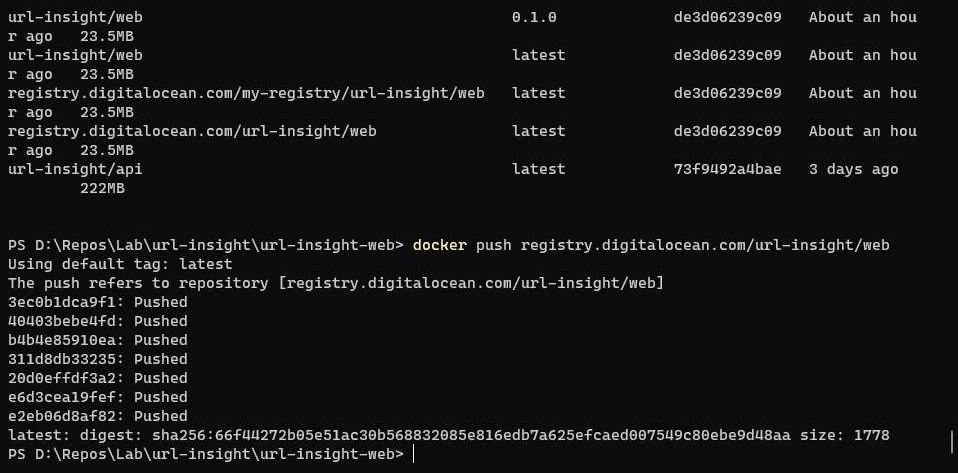 url-insight/web 0.1.0 de3d06239c09 About an hou
r ago 23.5MB
url-insight/web latest de3d06239c09 About an hou
r ago 23.5MB
registry.digitalocean.com/my-registry/url-insight/web latest de3d06239c09 About an hou
r ago 23.5MB
registry.digitalocean.com/url-insight/web latest de3d06239c09 About an hou
r ago 23.5MB
url-insight/api latest 73f9492a4bae 3 days ago
222MB
PS D:\Repos\Lab\url-insight\url-insight-web> docker push registry.digitalocean.com/url-insight/web
Using default tag: latest
The push refers to repository [registry.digitalocean.com/url-insight/web]
3ec0b1dca9f1: Pushed
40403bebe4fd: Pushed
b4b4e85910ea: Pushed
311d8db33235: Pushed
20d0effdf3a2: Pushed
e6d3cea19fef: Pushed
e2eb06d8af82: Pushed
latest: digest: sha256:66f44272b05e51ac30b568832085e816edb7a625efcaed007549c80ebe9d48aa size: 1778
PS D:\Repos\Lab\url-insight\url-insight-web>